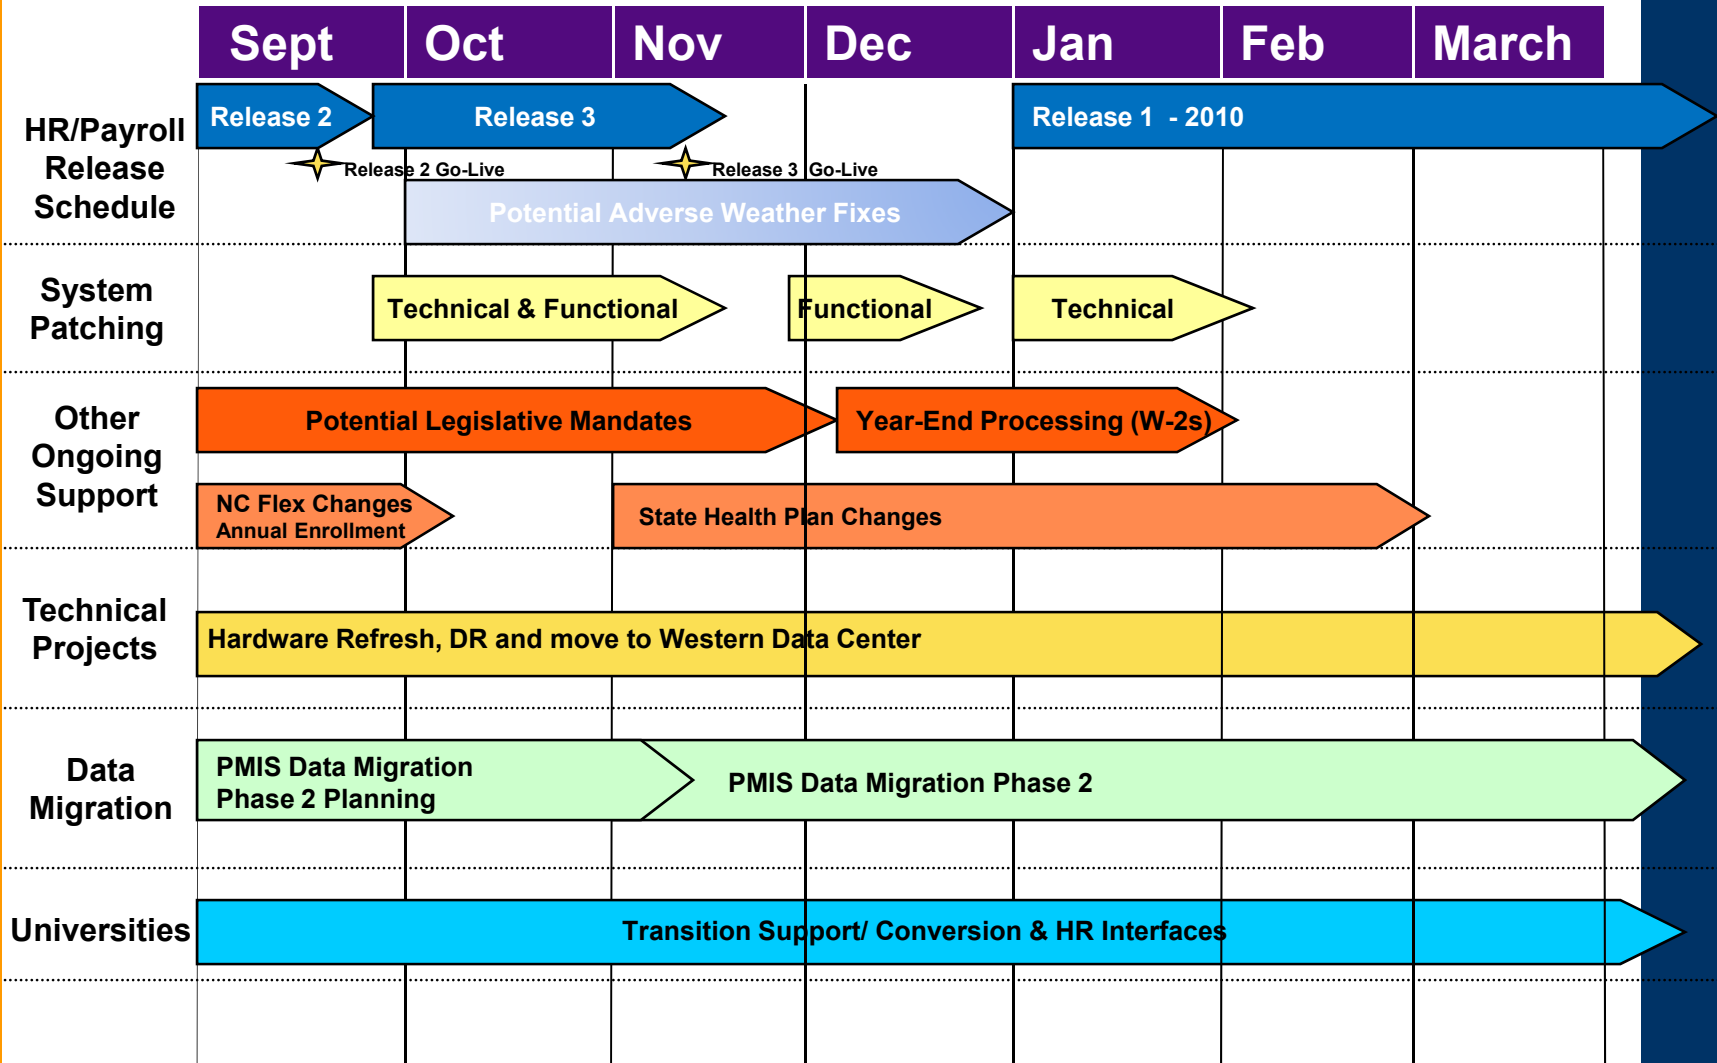 Sept Oct Nov Dec Jan Feb March
HR/Payroll
Release
Schedule
Release 2
Release 3
Release 1 - 2010
Release 2 Go-Live
Release 3 Go-Live
Potential Adverse Weather Fixes
System
Patching
Technical & Functional
Functional
Technical
Other
Ongoing
Support
Potential Legislative Mandates
Year-End Processing (W-2s)
NC Flex Changes
Annual Enrollment
State Health Plan Changes
Technical
Projects
Hardware Refresh, DR and move to Western Data Center
Data
Migration
PMIS Data Migration
Phase 2 Planning
PMIS Data Migration Phase 2
Universities
Transition Support/ Conversion & HR Interfaces